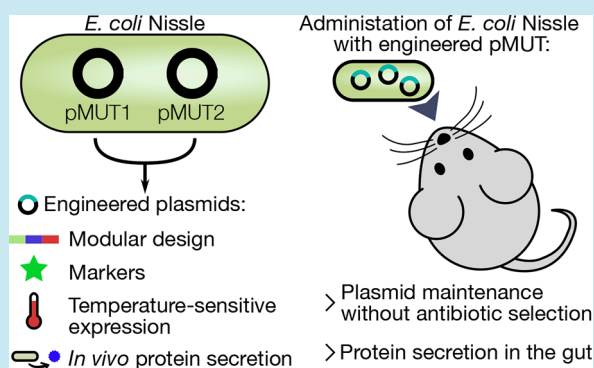 E. coli Nissle
pMUT1
pMUT2
Engineered plasmids:
Modular design
Markers
Temperature-sensitive
expression
In vivo protein secretion
Administation of E. coli Nissle
with engineered pMUT:
Plasmid maintenance
without antibiotic selection
Protein secretion in the gut